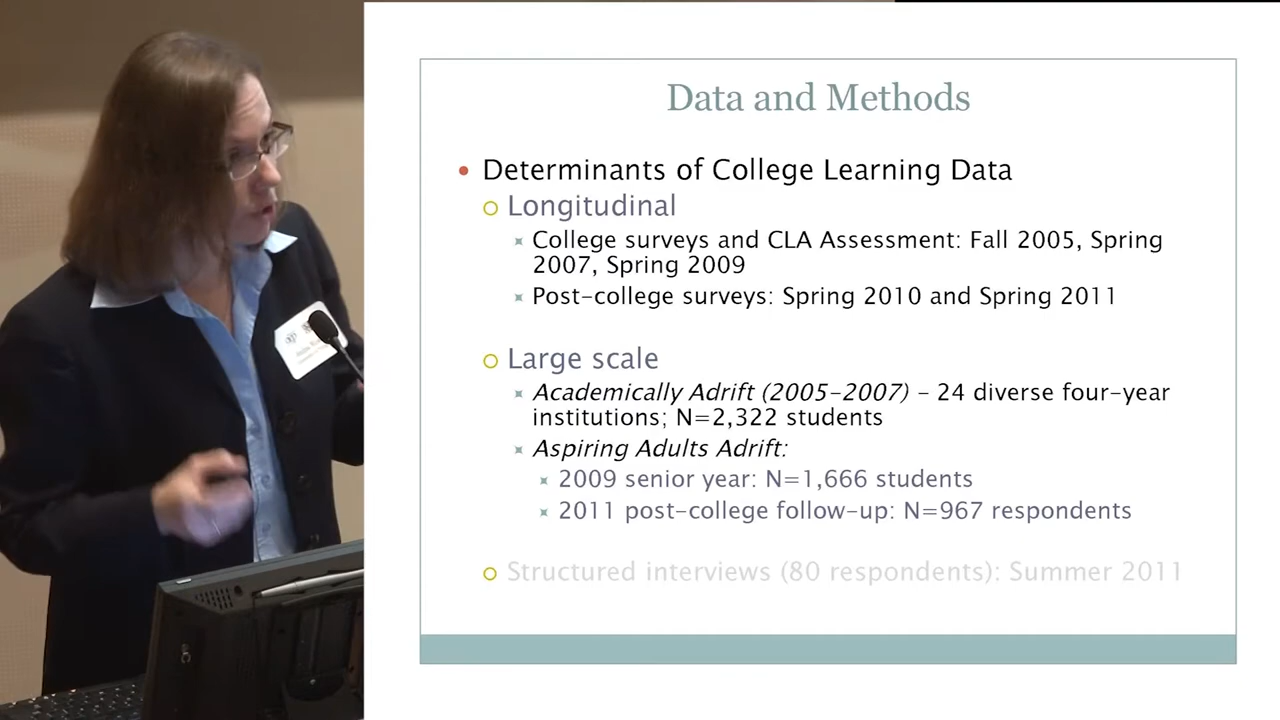 Data and Methods
Determinants of College Learning Data
Longitudinal
College surveys and CLA Assessment: Fall 2005, Spring
2007, Spring 2009
Post-college surveys: Spring 2010 and Spring 2011
Large scale
Academically Adrift (2005-2007) – 24 diverse four-year
institutions; N=2,322 students
Aspiring Adults Adrift:
2009 senior year: N=1,666 students
2011 post-college follow-up: N=967 respondents
Structured interviews (80 respondents): Summer 2011